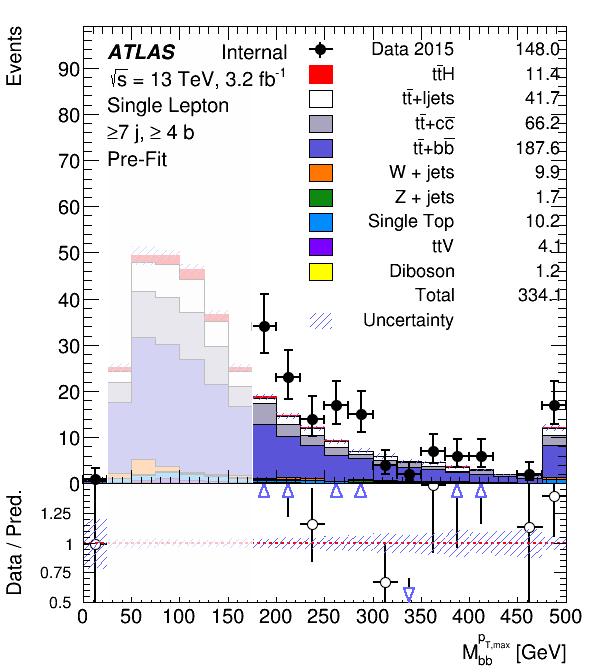 Events
ATLAS Internal
√s = 13 TeV, 3.2 fb⁻¹
Single Lepton
≥7 j, ≥ 4 b
Pre-Fit
Data 2015 148.0
tt̄H 11.4
tt̄+ljets 41.7
tt̄+cc̄ 66.2
tt̄+bb̄ 187.6
W + jets 9.9
Z + jets 1.7
Single Top 10.2
ttV 4.1
Diboson 1.2
Total 334.1
Uncertainty
90
80
70
60
50
40
30
20
10
0
Data / Pred.
1.25
1
0.75
0.5
0 50 100 150 200 250 300 350 400 450 500
M_bb^pT,max [GeV]